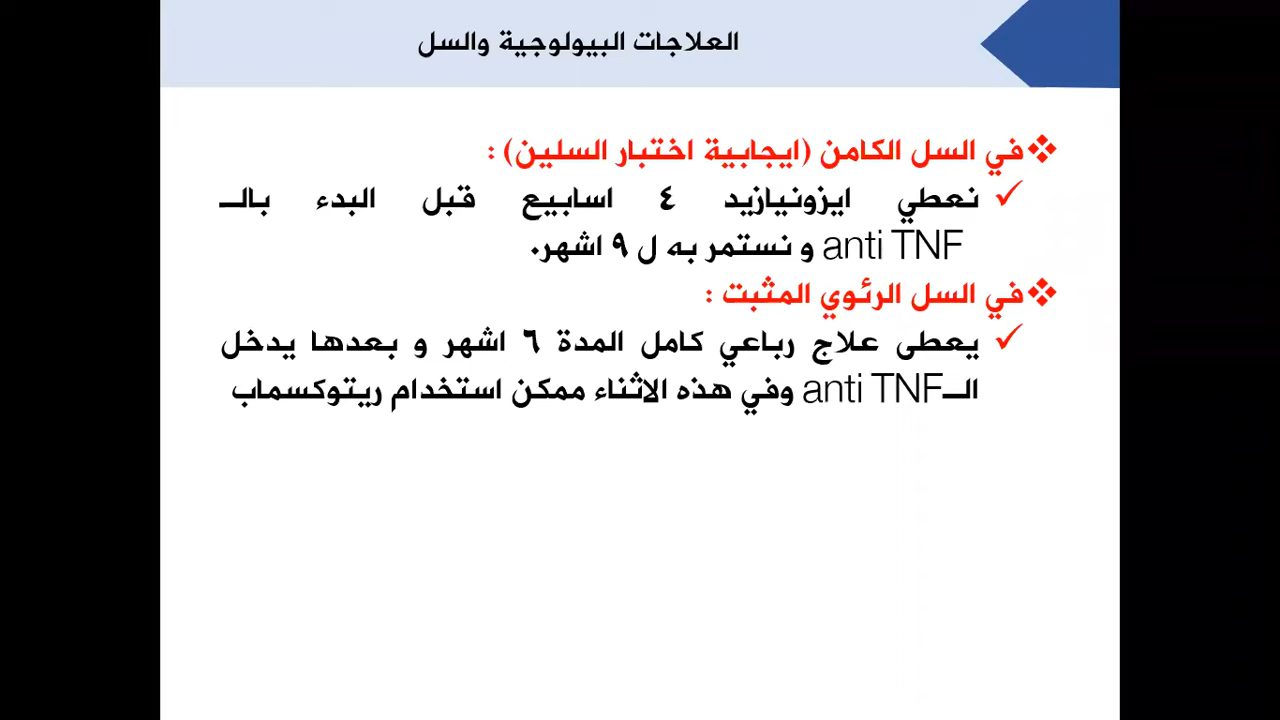 العلاجات البيولوجية والسل
❖في السل الكامن (ايجابية اختبار السلين) :
✓ نعطي ايزونيازيد ٤ اسابيع قبل البدء بالـ
anti TNF و نستمر به ل ٩ اشهر.
❖في السل الرئوي المثبت :
✓ يعطى علاج رباعي كامل المدة ٦ اشهر و بعدها يدخل
الـanti TNF وفي هذه الاثناء ممكن استخدام ريتوكسماب